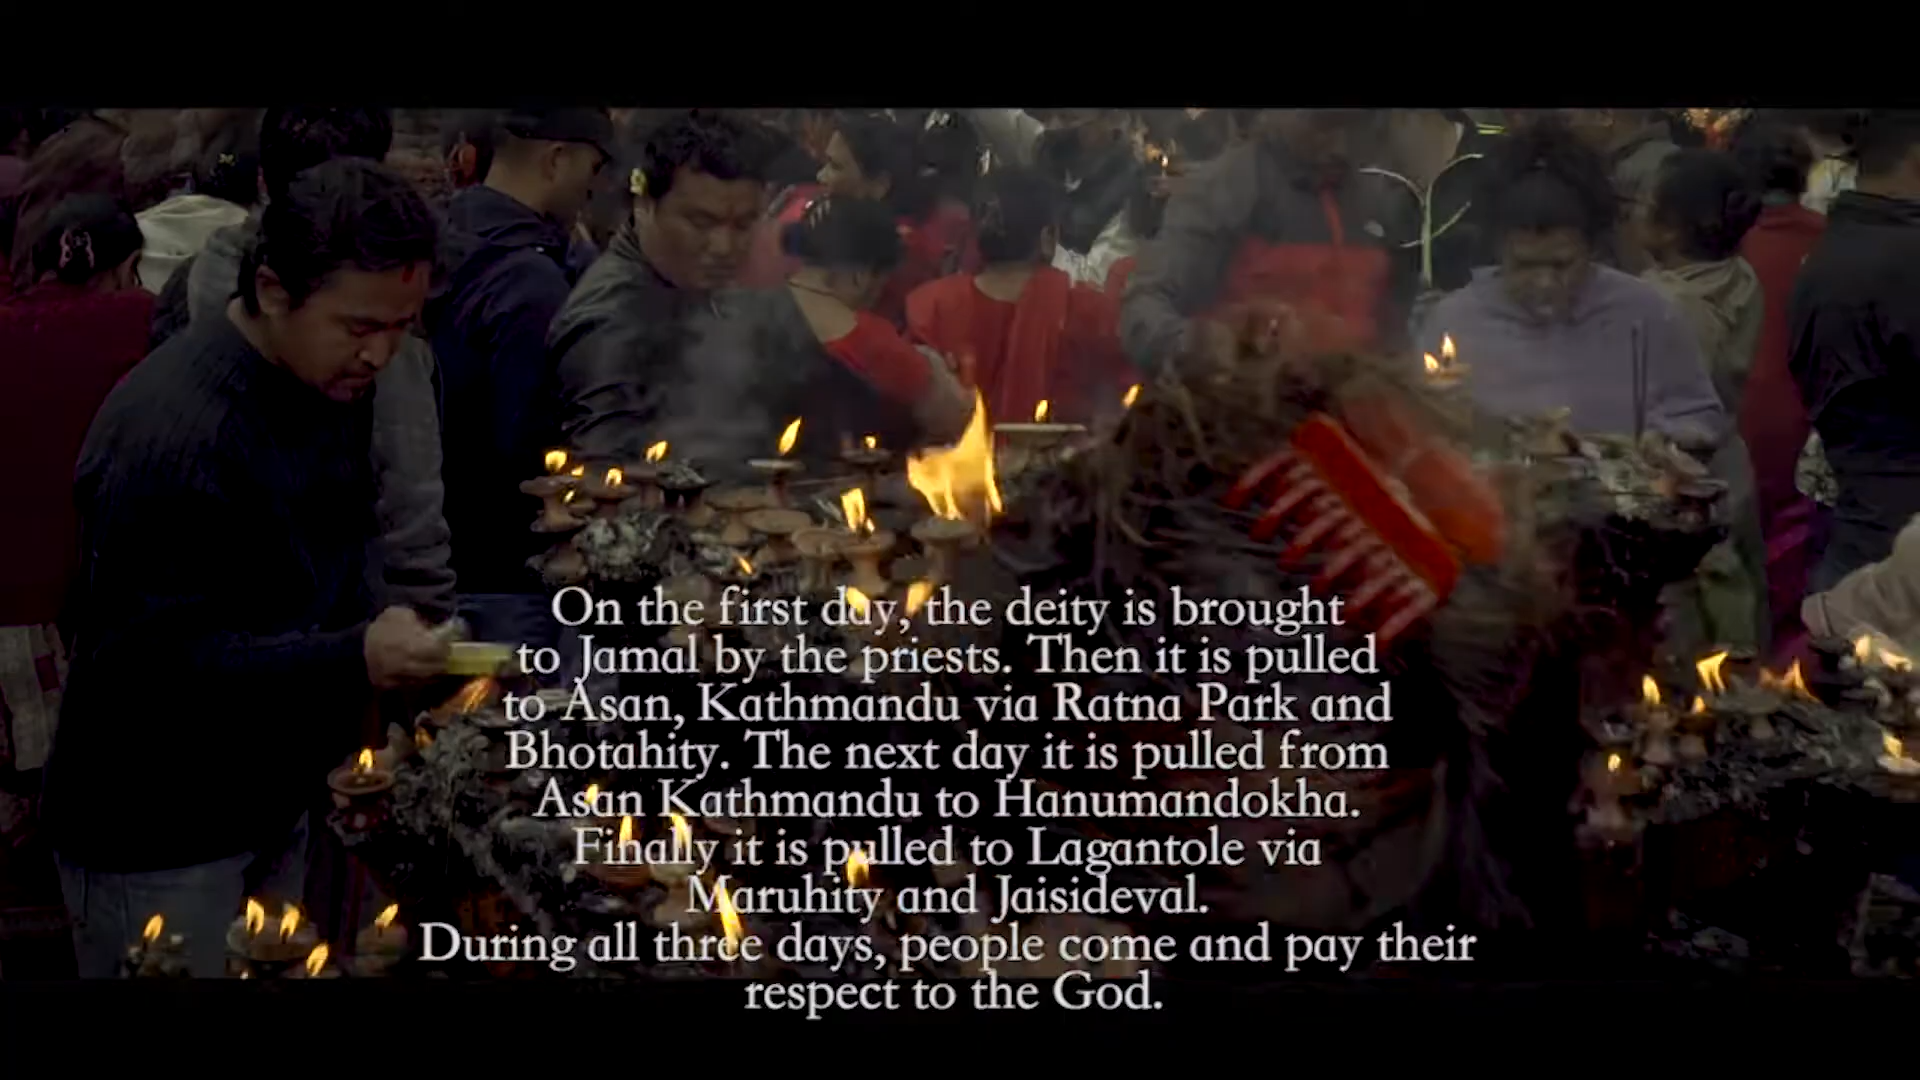 On the first day, the deity is brought
to Jamal by the priests. Then it is pulled
to Asan, Kathmandu via Ratna Park and
Bhotahity. The next day it is pulled from
Asan Kathmandu to Hanumandokha.
Finally it is pulled to Lagantole via
Maruhity and Jaisideval.
During all three days, people come and pay their
respect to the God.